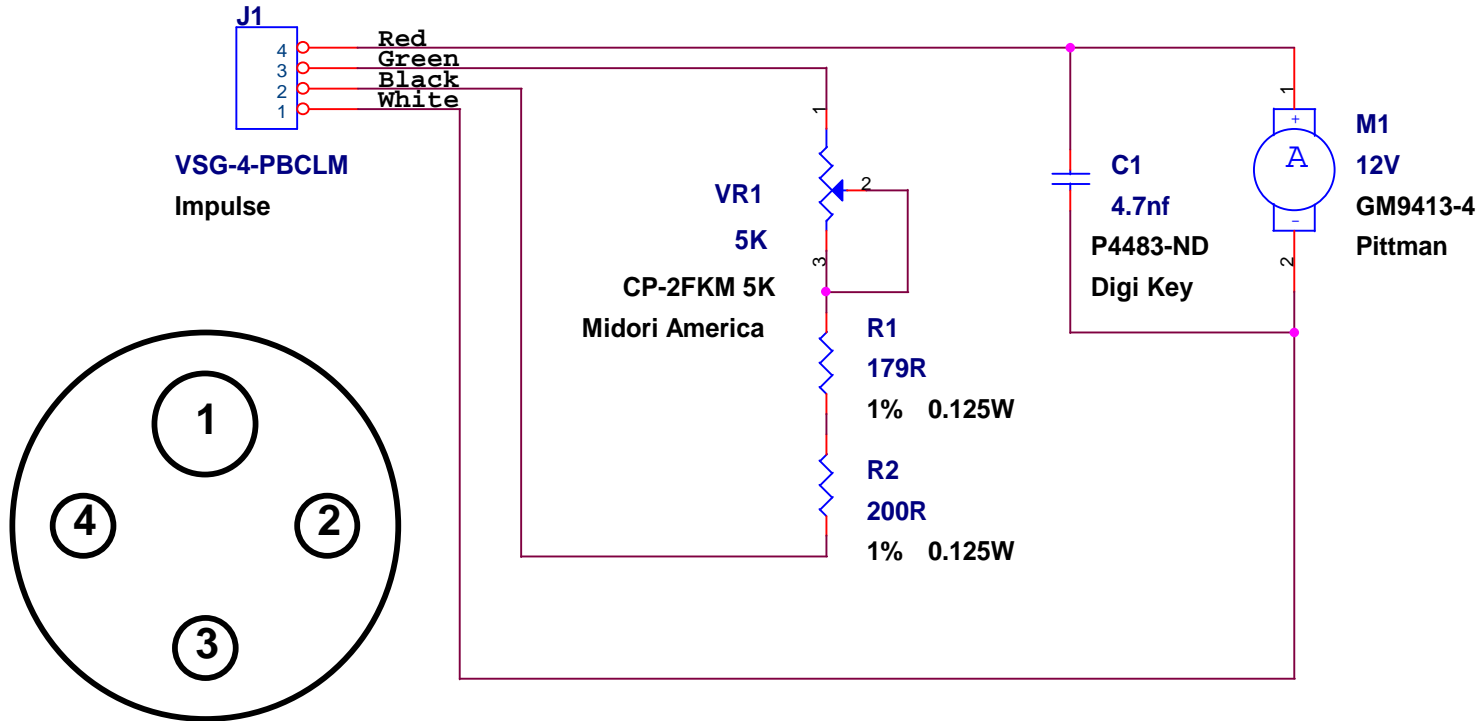 J1
4 Red
3 Green
2 Black
1 White
VSG-4-PBCLM
Impulse
1
VR1
2
5K
3
CP-2FKM 5K
Midori America
R1
179R
1% 0.125W
R2
200R
1% 0.125W
C1
4.7nf
P4483-ND
Digi Key
1
+
A
-
2
M1
12V
GM9413-4
Pittman
1
4 2
3